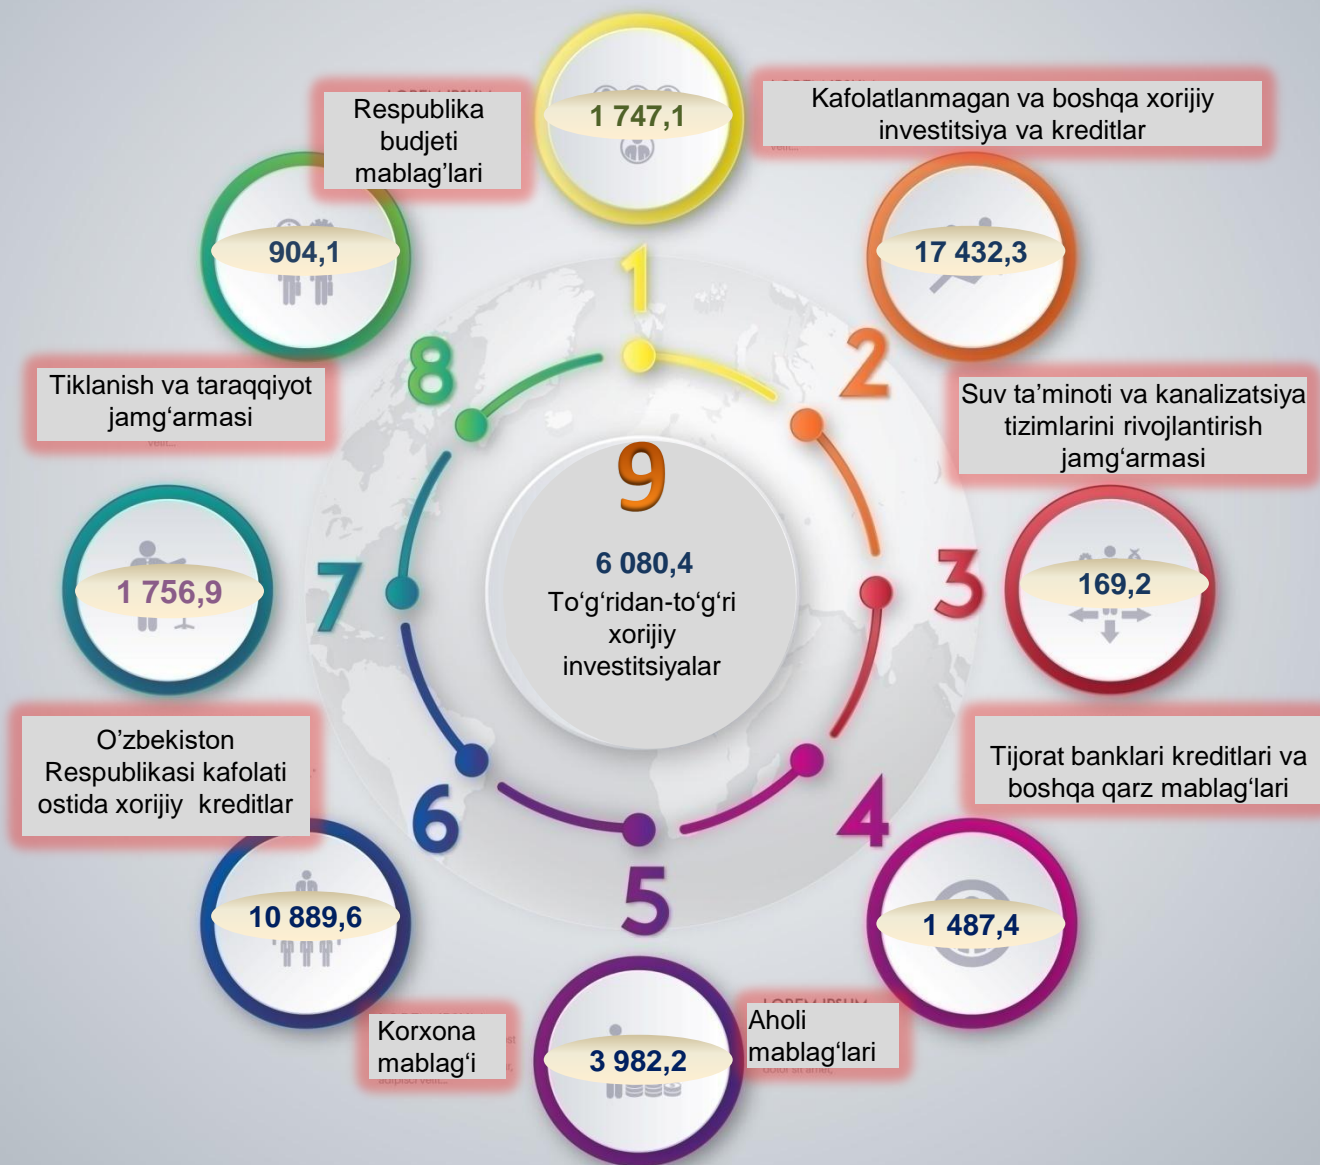 Respublika
budjeti
mablag’lari
1 747,1
1
Kafolatlanmagan va boshqa xorijiy
investitsiya va kreditlar
17 432,3
2
Suv ta’minoti va kanalizatsiya
tizimlarini rivojlantirish
jamg‘armasi
169,2
3
Tijorat banklari kreditlari va
boshqa qarz mablag‘lari
1 487,4
4
Aholi
mablag‘lari
3 982,2
5
Korxona
mablag‘i
10 889,6
6
O’zbekiston
Respublikasi kafolati
ostida xorijiy kreditlar
1 756,9
7
Tiklanish va taraqqiyot
jamg‘armasi
904,1
8
9
6 080,4
To‘g‘ridan-to‘g‘ri
xorijiy
investitsiyalar